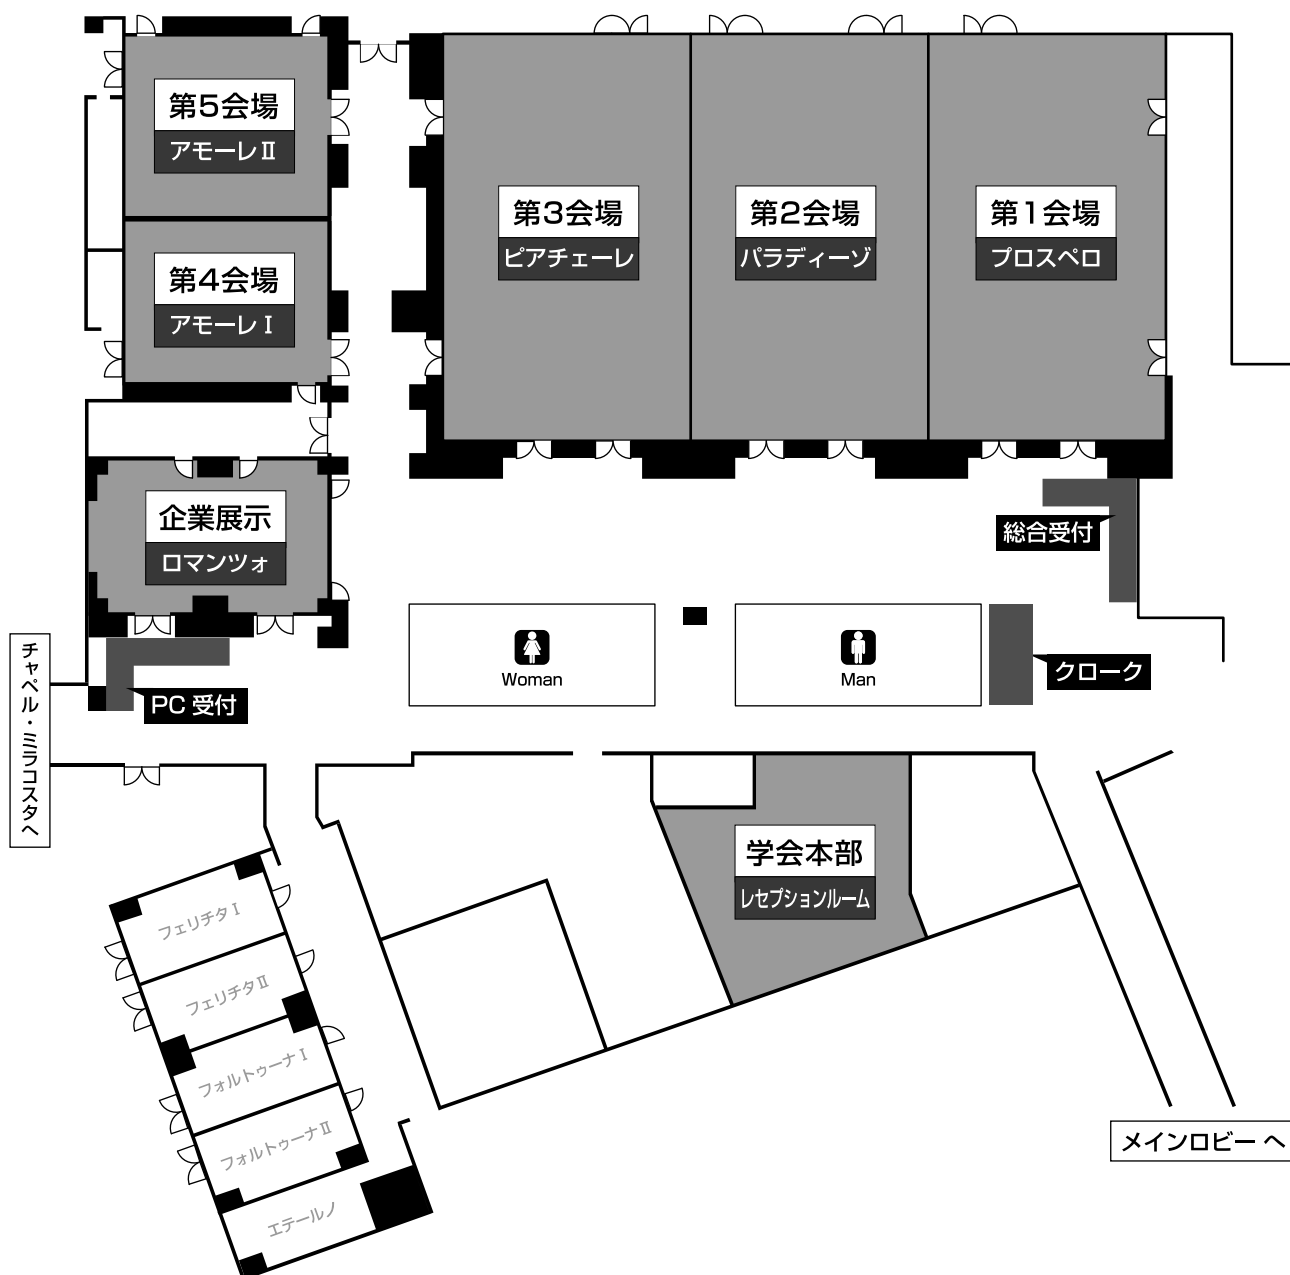 第5会場
アモーレⅡ
第4会場
アモーレⅠ
第3会場
ピアチェーレ
第2会場
パラディーゾ
第1会場
プロスペロ
企業展示
ロマンツォ
総合受付
クローク
Woman
Man
PC 受付
チャペル・ミラコスタへ
学会本部
レセプションルーム
フェリチタⅠ
フェリチタⅡ
フォルトゥーナⅠ
フォルトゥーナⅡ
エテールノ
メインロビー へ